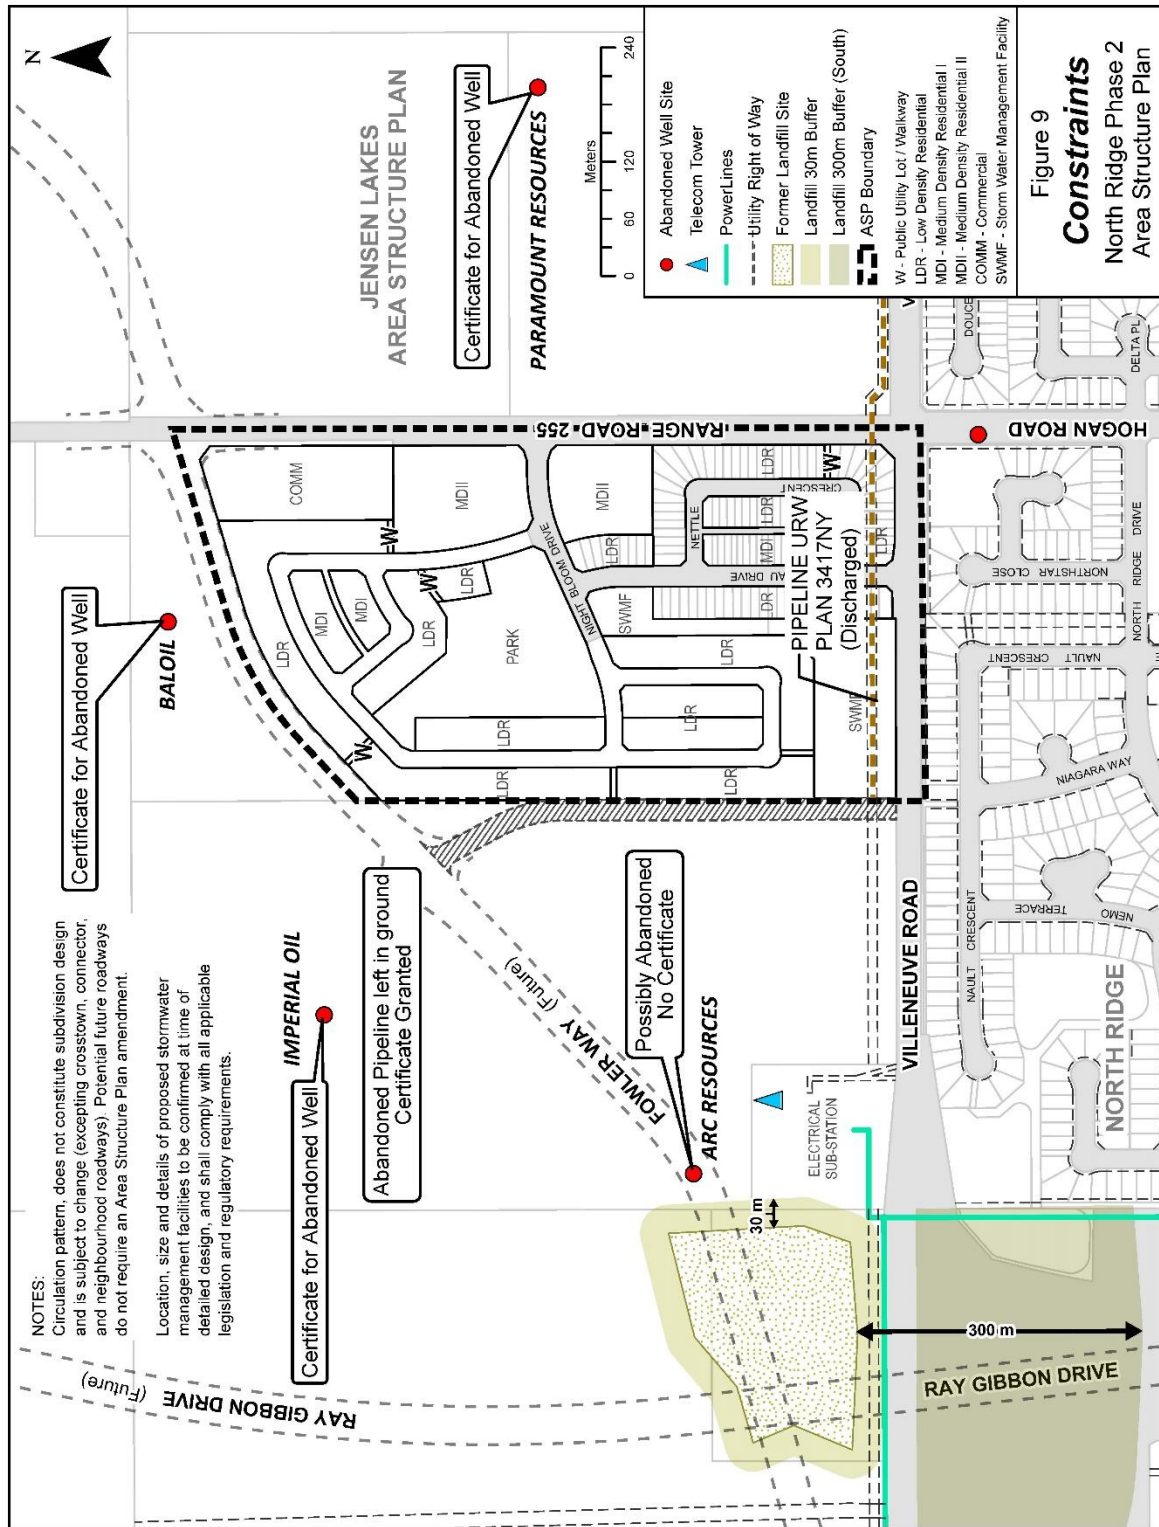 NOTES:
Circulation pattern, does not constitute subdivision design
and is subject to change (excepting crosstown, connector,
and neighbourhood roadways). Potential future roadways
do not require an Area Structure Plan amendment.
Location, size and details of proposed stormwater
management facilities to be confirmed at time of
detailed design, and shall comply with all applicable
legislation and regulatory requirements.
N
Certificate for Abandoned Well
BALOIL
JENSEN LAKES
AREA STRUCTURE PLAN
Certificate for Abandoned Well
PARAMOUNT RESOURCES
Certificate for Abandoned Well
IMPERIAL OIL
Abandoned Pipeline left in ground
Certificate Granted
RAY GIBBON DRIVE (Future)
FOWLER WAY
(Future)
Possibly Abandoned
No Certificate
ARC RESOURCES
ELECTRICAL
SUB-STATION
30 m
300 m
RAY GIBBON DRIVE
VILLENEUVE ROAD
RANGE ROAD 255
HOGAN ROAD
COMM
MDII
MDII
W
W
W
W
LDR
MDI
MDI
LDR
LDR
PARK
LDR
LDR
NIGHT BLOOM DRIVE
SWMF
LDR
LDR
LDR
LDR
NETTLE
CRESCENT
LDR
LDR
MDI
AU DRIVE
LDR
LDR
SWMF
PIPELINE URW
PLAN 3417NY
(Discharged)
NORTH RIDGE
NAULT CRESCENT
NEMO TERRACE
NIAGARA WAY
NAULT CRESCENT
NORTHSTAR CLOSE
NORTH RIDGE DRIVE
DELTA PL
DOUCE
V
Meters
0 60 120 240
Abandoned Well Site
Telecom Tower
PowerLines
Utility Right of Way
Former Landfill Site
Landfill 30m Buffer
Landfill 300m Buffer (South)
ASP Boundary
W - Public Utility Lot / Walkway
LDR - Low Density Residential
MDI - Medium Density Residential I
MDII - Medium Density Residential II
COMM - Commercial
SWMF - Storm Water Management Facility
Figure 9
Constraints
North Ridge Phase 2
Area Structure Plan